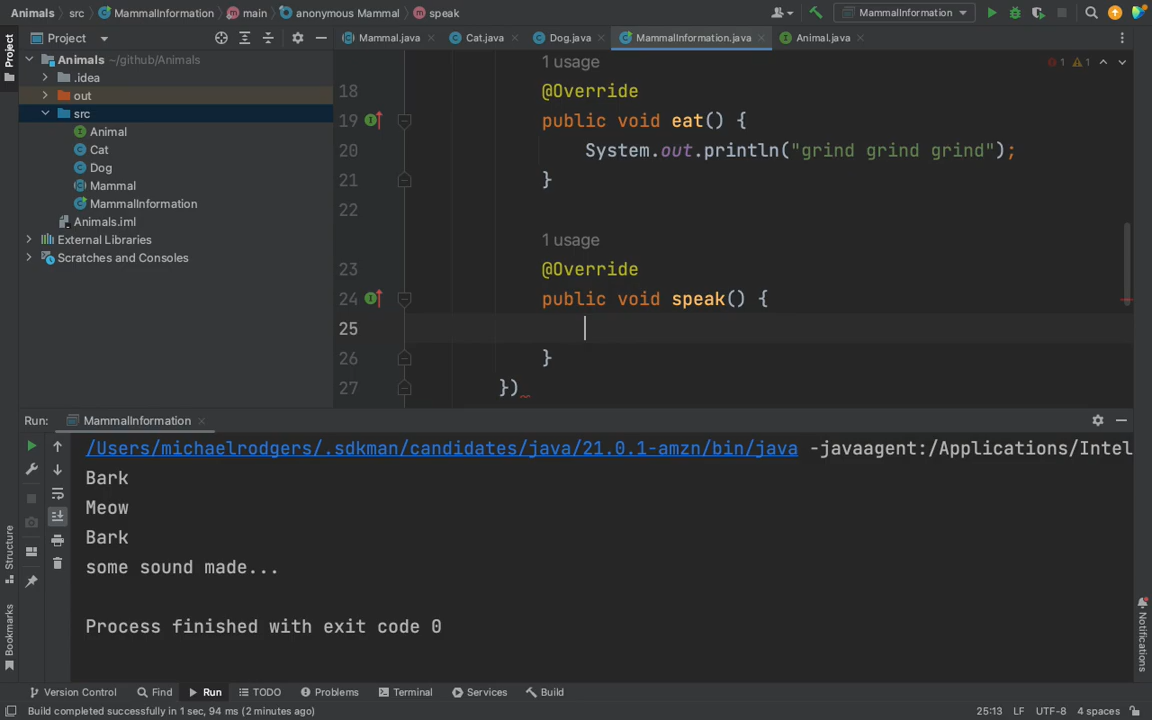 Animals src MammalInformation main anonymous Mammal speak MammalInformation
Project
Mammal.java Cat.java Dog.java MammalInformation.java Animal.java
Project
Animals ~/github/Animals
.idea
out
src
Animal
Cat
Dog
Mammal
MammalInformation
Animals.iml
External Libraries
Scratches and Consoles
1 usage
1 1
18 @Override
19 public void eat() {
20 System.out.println("grind grind grind");
21 }
22
1 usage
23 @Override
24 public void speak() {
25
26 }
27 })
Run: MammalInformation
/Users/michaelrodgers/.sdkman/candidates/java/21.0.1-amzn/bin/java -javaagent:/Applications/Intel
Bark
Meow
Bark
some sound made...
Process finished with exit code 0
Structure
Bookmarks
Notifications
Version Control Find Run TODO Problems Terminal Services Build
Build completed successfully in 1 sec, 94 ms (2 minutes ago) 25:13 LF UTF-8 4 spaces